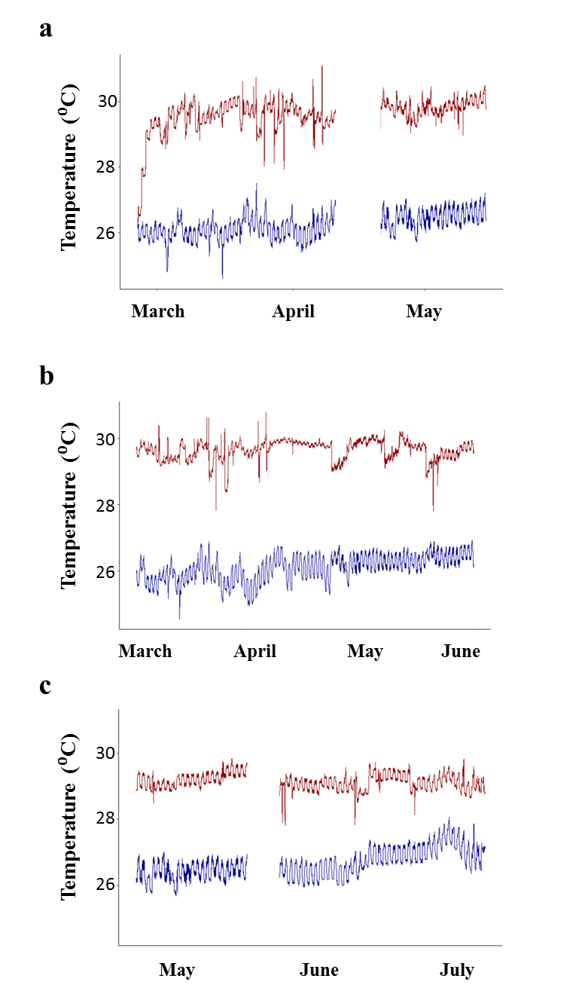 a
Temperature (⁰C)
30
28
26
March April May
b
Temperature (⁰C)
30
28
26
March April May June
c
Temperature (⁰C)
30
28
26
May June July